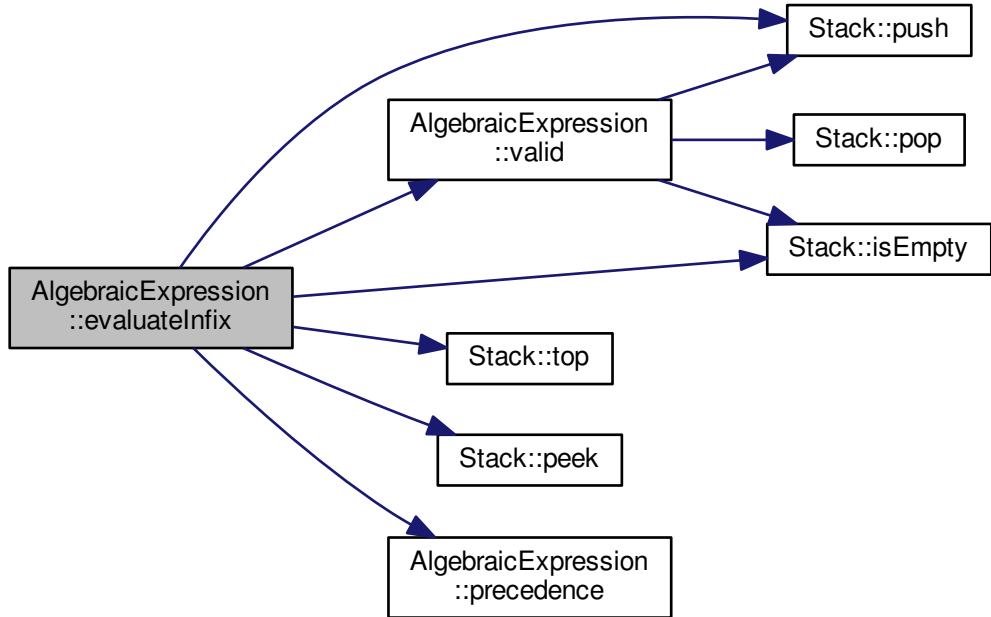 Stack::push
AlgebraicExpression
::valid
Stack::pop
Stack::isEmpty
AlgebraicExpression
::evaluateInfix
Stack::top
Stack::peek
AlgebraicExpression
::precedence